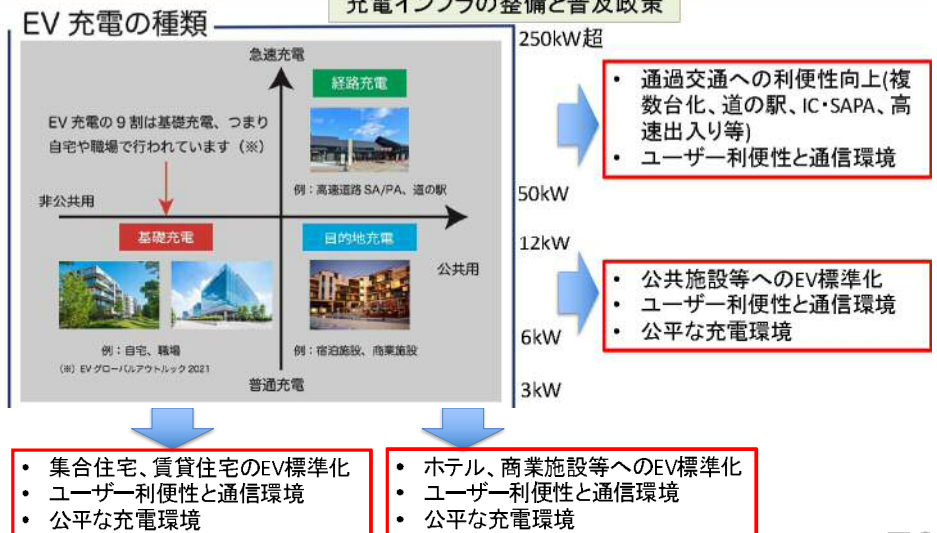 充電インフラの整備と普及政策
EV 充電の種類
急速充電
経路充電
EV 充電の９割は基礎充電、つまり
自宅や職場で行われています（※）
例：高速道路 SA/PA、道の駅
非公共用
基礎充電
目的地充電
公共用
例：自宅、職場
例：宿泊施設、商業施設
(※) EV グローバルアウトルック 2021
普通充電
250kW超
50kW
12kW
6kW
3kW
• 通過交通への利便性向上(複
数台化、道の駅、IC・SAPA、高
速出入り等)
• ユーザー利便性と通信環境
• 公共施設等へのEV標準化
• ユーザー利便性と通信環境
• 公平な充電環境
• 集合住宅、賃貸住宅のEV標準化
• ユーザー利便性と通信環境
• 公平な充電環境
• ホテル、商業施設等へのEV標準化
• ユーザー利便性と通信環境
• 公平な充電環境